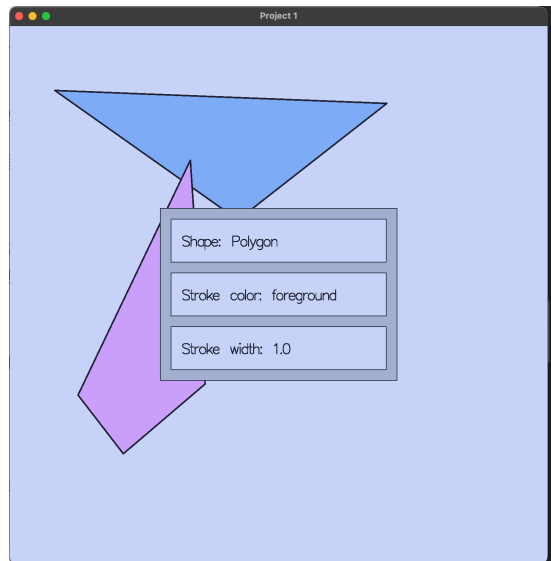 Project 1
Shape: Polygon
Stroke color: foreground
Stroke width: 1.0